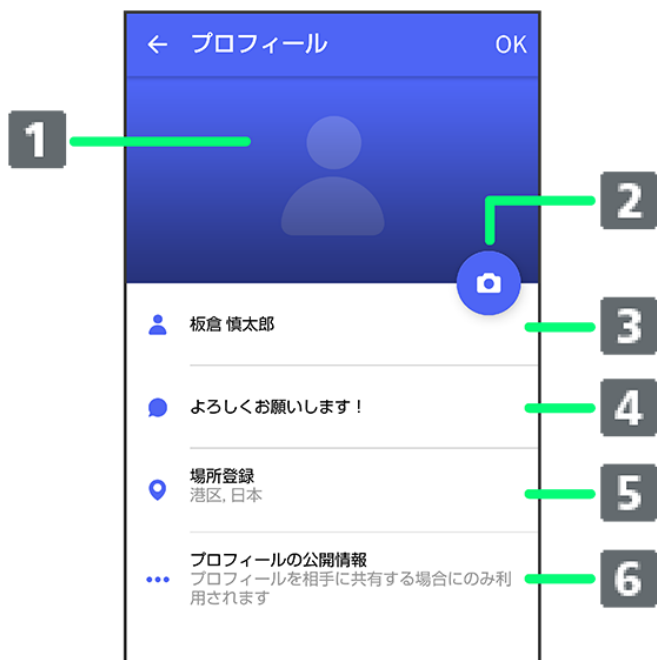 プロフィール OK
1
2
板倉 慎太郎
3
よろしくお願いします！
4
場所登録
港区, 日本
5
プロフィールの公開情報
プロフィールを相手に共有する場合にのみ利
用されます
6